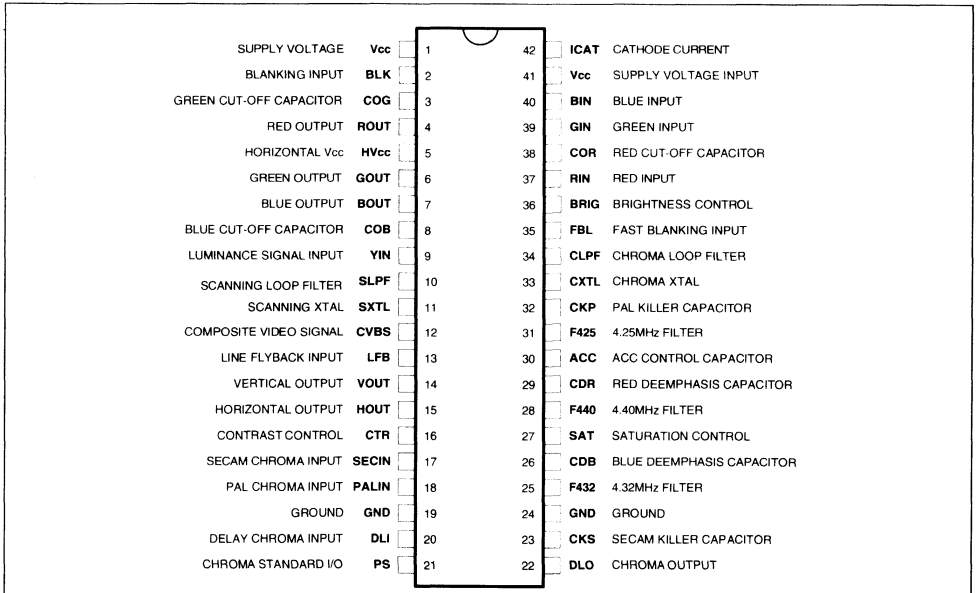 SUPPLY VOLTAGE Vcc 1 42 ICAT CATHODE CURRENT
BLANKING INPUT BLK 2 41 Vcc SUPPLY VOLTAGE INPUT
GREEN CUT-OFF CAPACITOR COG 3 40 BIN BLUE INPUT
RED OUTPUT ROUT 4 39 GIN GREEN INPUT
HORIZONTAL Vcc HVcc 5 38 COR RED CUT-OFF CAPACITOR
GREEN OUTPUT GOUT 6 37 RIN RED INPUT
BLUE OUTPUT BOUT 7 36 BRIG BRIGHTNESS CONTROL
BLUE CUT-OFF CAPACITOR COB 8 35 FBL FAST BLANKING INPUT
LUMINANCE SIGNAL INPUT YIN 9 34 CLPF CHROMA LOOP FILTER
SCANNING LOOP FILTER SLPF 10 33 CXTL CHROMA XTAL
SCANNING XTAL SXTL 11 32 CKP PAL KILLER CAPACITOR
COMPOSITE VIDEO SIGNAL CVBS 12 31 F425 4.25MHz FILTER
LINE FLYBACK INPUT LFB 13 30 ACC ACC CONTROL CAPACITOR
VERTICAL OUTPUT VOUT 14 29 CDR RED DEEMPHASIS CAPACITOR
HORIZONTAL OUTPUT HOUT 15 28 F440 4.40MHz FILTER
CONTRAST CONTROL CTR 16 27 SAT SATURATION CONTROL
SECAM CHROMA INPUT SECIN 17 26 CDB BLUE DEEMPHASIS CAPACITOR
PAL CHROMA INPUT PALIN 18 25 F432 4.32MHz FILTER
GROUND GND 19 24 GND GROUND
DELAY CHROMA INPUT DLI 20 23 CKS SECAM KILLER CAPACITOR
CHROMA STANDARD I/O PS 21 22 DLO CHROMA OUTPUT